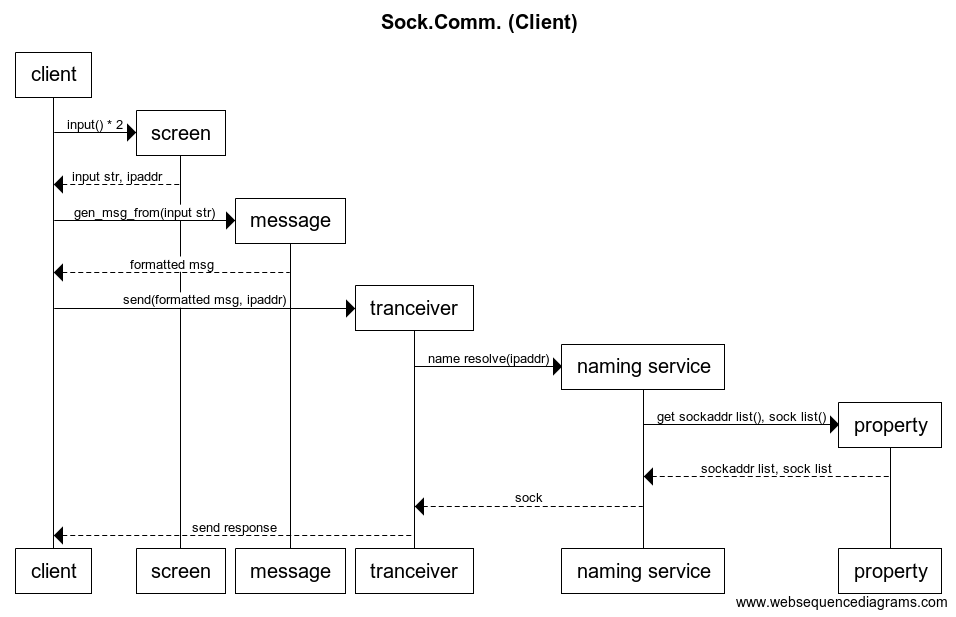 Sock.Comm. (Client)
client
input() * 2
screen
input str, ipaddr
gen_msg_from(input str)
message
formatted msg
send(formatted msg, ipaddr)
tranceiver
name resolve(ipaddr)
naming service
get sockaddr list(), sock list()
property
sockaddr list, sock list
sock
send response
client screen message tranceiver naming service property
www.websequencediagrams.com